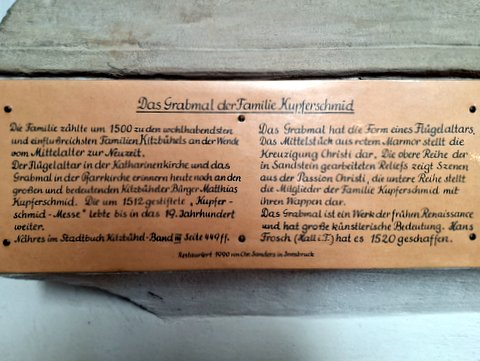 Das Grabmal der Familie Kupferschmid
Die Familie zählte um 1500 zu den wohlhabendsten
und einflußreichsten Familien Kitzbühels an der Wende
vom Mittelalter zur Neuzeit.
Der Flügelaltar in der Katharinenkirche und das
Grabmal in der Pfarrkirche erinnern heute noch an den
großen und bedeutenden Kitzbüheler Bürger Matthias
Kupferschmid. Die um 1512 gestiftete „Kupfer-
schmid-Messe" lebte bis in das 19. Jahrhundert
weiter.
Nähres im Stadtbuch Kitzbühel-Band III Seite 449 ff.
Das Grabmal hat die Form eines Flügelaltars.
Das Mittelstück aus rotem Marmor stellt die
Kreuzigung Christi dar. Die obere Reihe der
in Sandstein gearbeiteten Reliefs zeigt Szenen
aus der Passion Christi, die untere Reihe stellt
die Mitglieder der Familie Kupferschmid mit
ihren Wappen dar.
Das Grabmal ist ein Werk der frühen Renaissance
und hat große künstlerische Bedeutung. Hans
Frosch (Hall i. T.) hat es 1520 geschaffen.
Restauriert 1990 von Chr. Sanders in Innsbruck